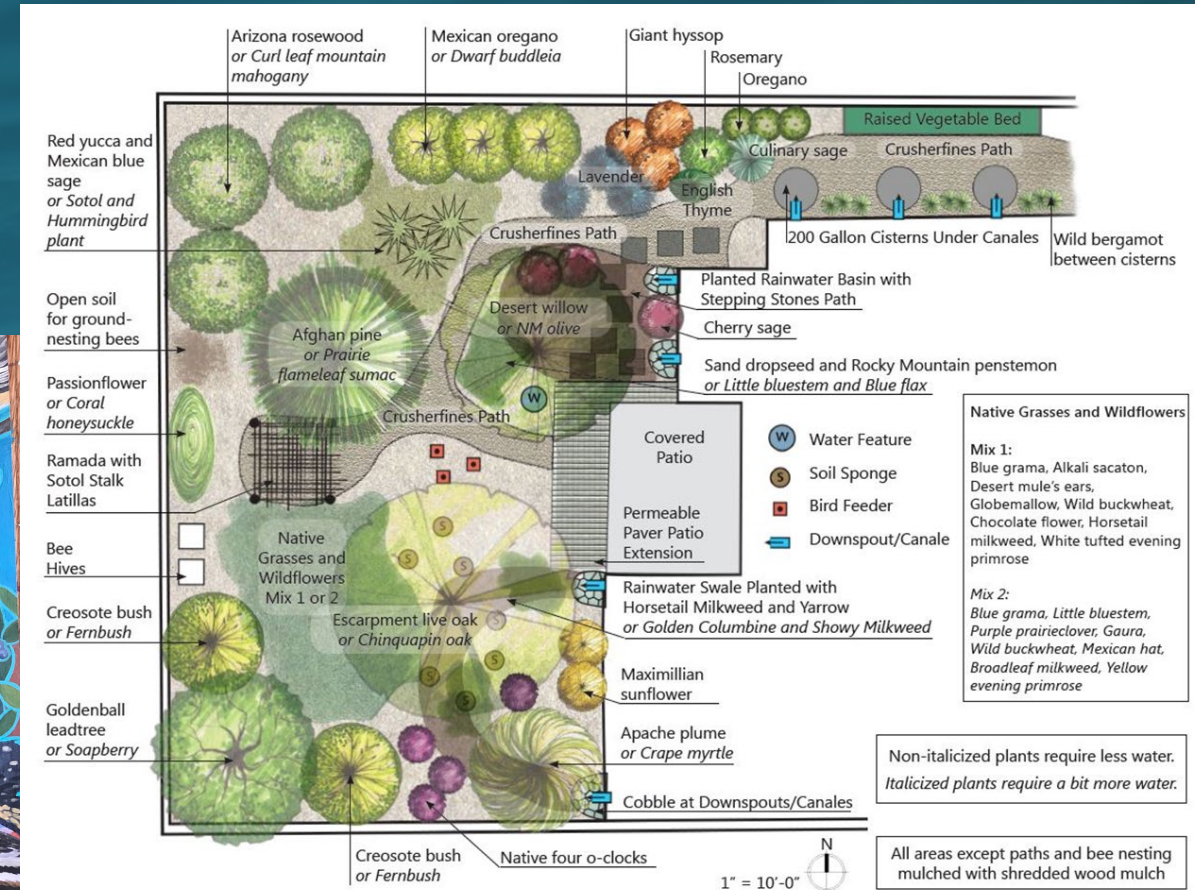 Arizona rosewood
or Curl leaf mountain
mahogany
Mexican oregano
or Dwarf buddleia
Giant hyssop
Rosemary
Oregano
Raised Vegetable Bed
Culinary sage
Crusherfines Path
Red yucca and
Mexican blue
sage
or Sotol and
Hummingbird
plant
Lavender
English
Thyme
Crusherfines Path
200 Gallon Cisterns Under Canales
Wild bergamot
between cisterns
Planted Rainwater Basin with
Stepping Stones Path
Desert willow
or NM olive
Cherry sage
Open soil
for ground-
nesting bees
Afghan pine
or Prairie
flameleaf sumac
Sand dropseed and Rocky Mountain penstemon
or Little bluestem and Blue flax
Passionflower
or Coral
honeysuckle
W
Crusherfines Path
Covered
Patio
W Water Feature
S Soil Sponge
Bird Feeder
Downspout/Canale
Native Grasses and Wildflowers
Mix 1:
Blue grama, Alkali sacaton,
Desert mule's ears,
Globemallow, Wild buckwheat,
Chocolate flower, Horsetail
milkweed, White tufted evening
primrose
Mix 2:
Blue grama, Little bluestem,
Purple prairieclover, Gaura,
Wild buckwheat, Mexican hat,
Broadleaf milkweed, Yellow
evening primrose
Ramada with
Sotol Stalk
Latillas
Permeable
Paver Patio
Extension
Bee
Hives
Native
Grasses and
Wildflowers
Mix 1 or 2
S
S
S
S
S
S
S
Rainwater Swale Planted with
Horsetail Milkweed and Yarrow
or Golden Columbine and Showy Milkweed
Creosote bush
or Fernbush
Escarpment live oak
or Chinquapin oak
Maximillian
sunflower
Goldenball
leadtree
or Soapberry
Apache plume
or Crape myrtle
Cobble at Downspouts/Canales
Non-italicized plants require less water.
Italicized plants require a bit more water.
Creosote bush
or Fernbush
Native four o-clocks
N
1" = 10'-0"
All areas except paths and bee nesting
mulched with shredded wood mulch